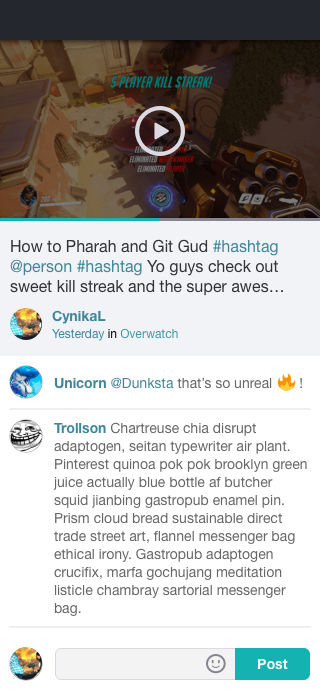 5 PLAYER KILL STREAK!
ELIMINATED
ELIMINATED
ELIMINATED
How to Pharah and Git Gud #hashtag
@person #hashtag Yo guys check out
sweet kill streak and the super awes…
CynikaL
Yesterday in Overwatch
Unicorn @Dunksta that's so unreal 🔥 !
Trollson Chartreuse chia disrupt
adaptogen, seitan typewriter air plant.
Pinterest quinoa pok pok brooklyn green
juice actually blue bottle af butcher
squid jianbing gastropub enamel pin.
Prism cloud bread sustainable direct
trade street art, flannel messenger bag
ethical irony. Gastropub adaptogen
crucifix, marfa gochujang meditation
listicle chambray sartorial messenger
bag.
Post